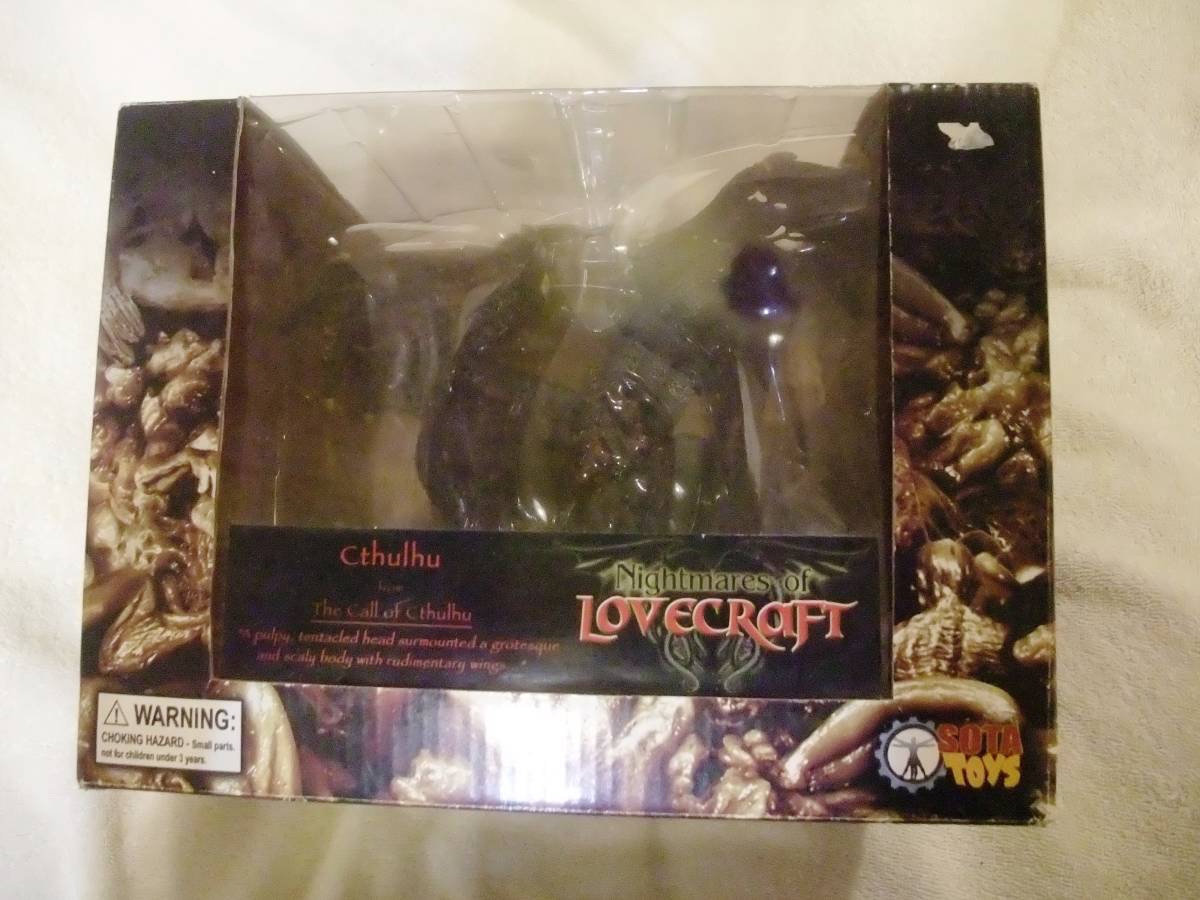 Cthulhu
from
The Call of Cthulhu
"A pulpy, tentacled head surmounted a grotesque
and scaly body with rudimentary wings
Nightmares of
LOVECRAFT
WARNING:
CHOKING HAZARD - Small parts.
not for children under 3 years.
SOTA
TOYS